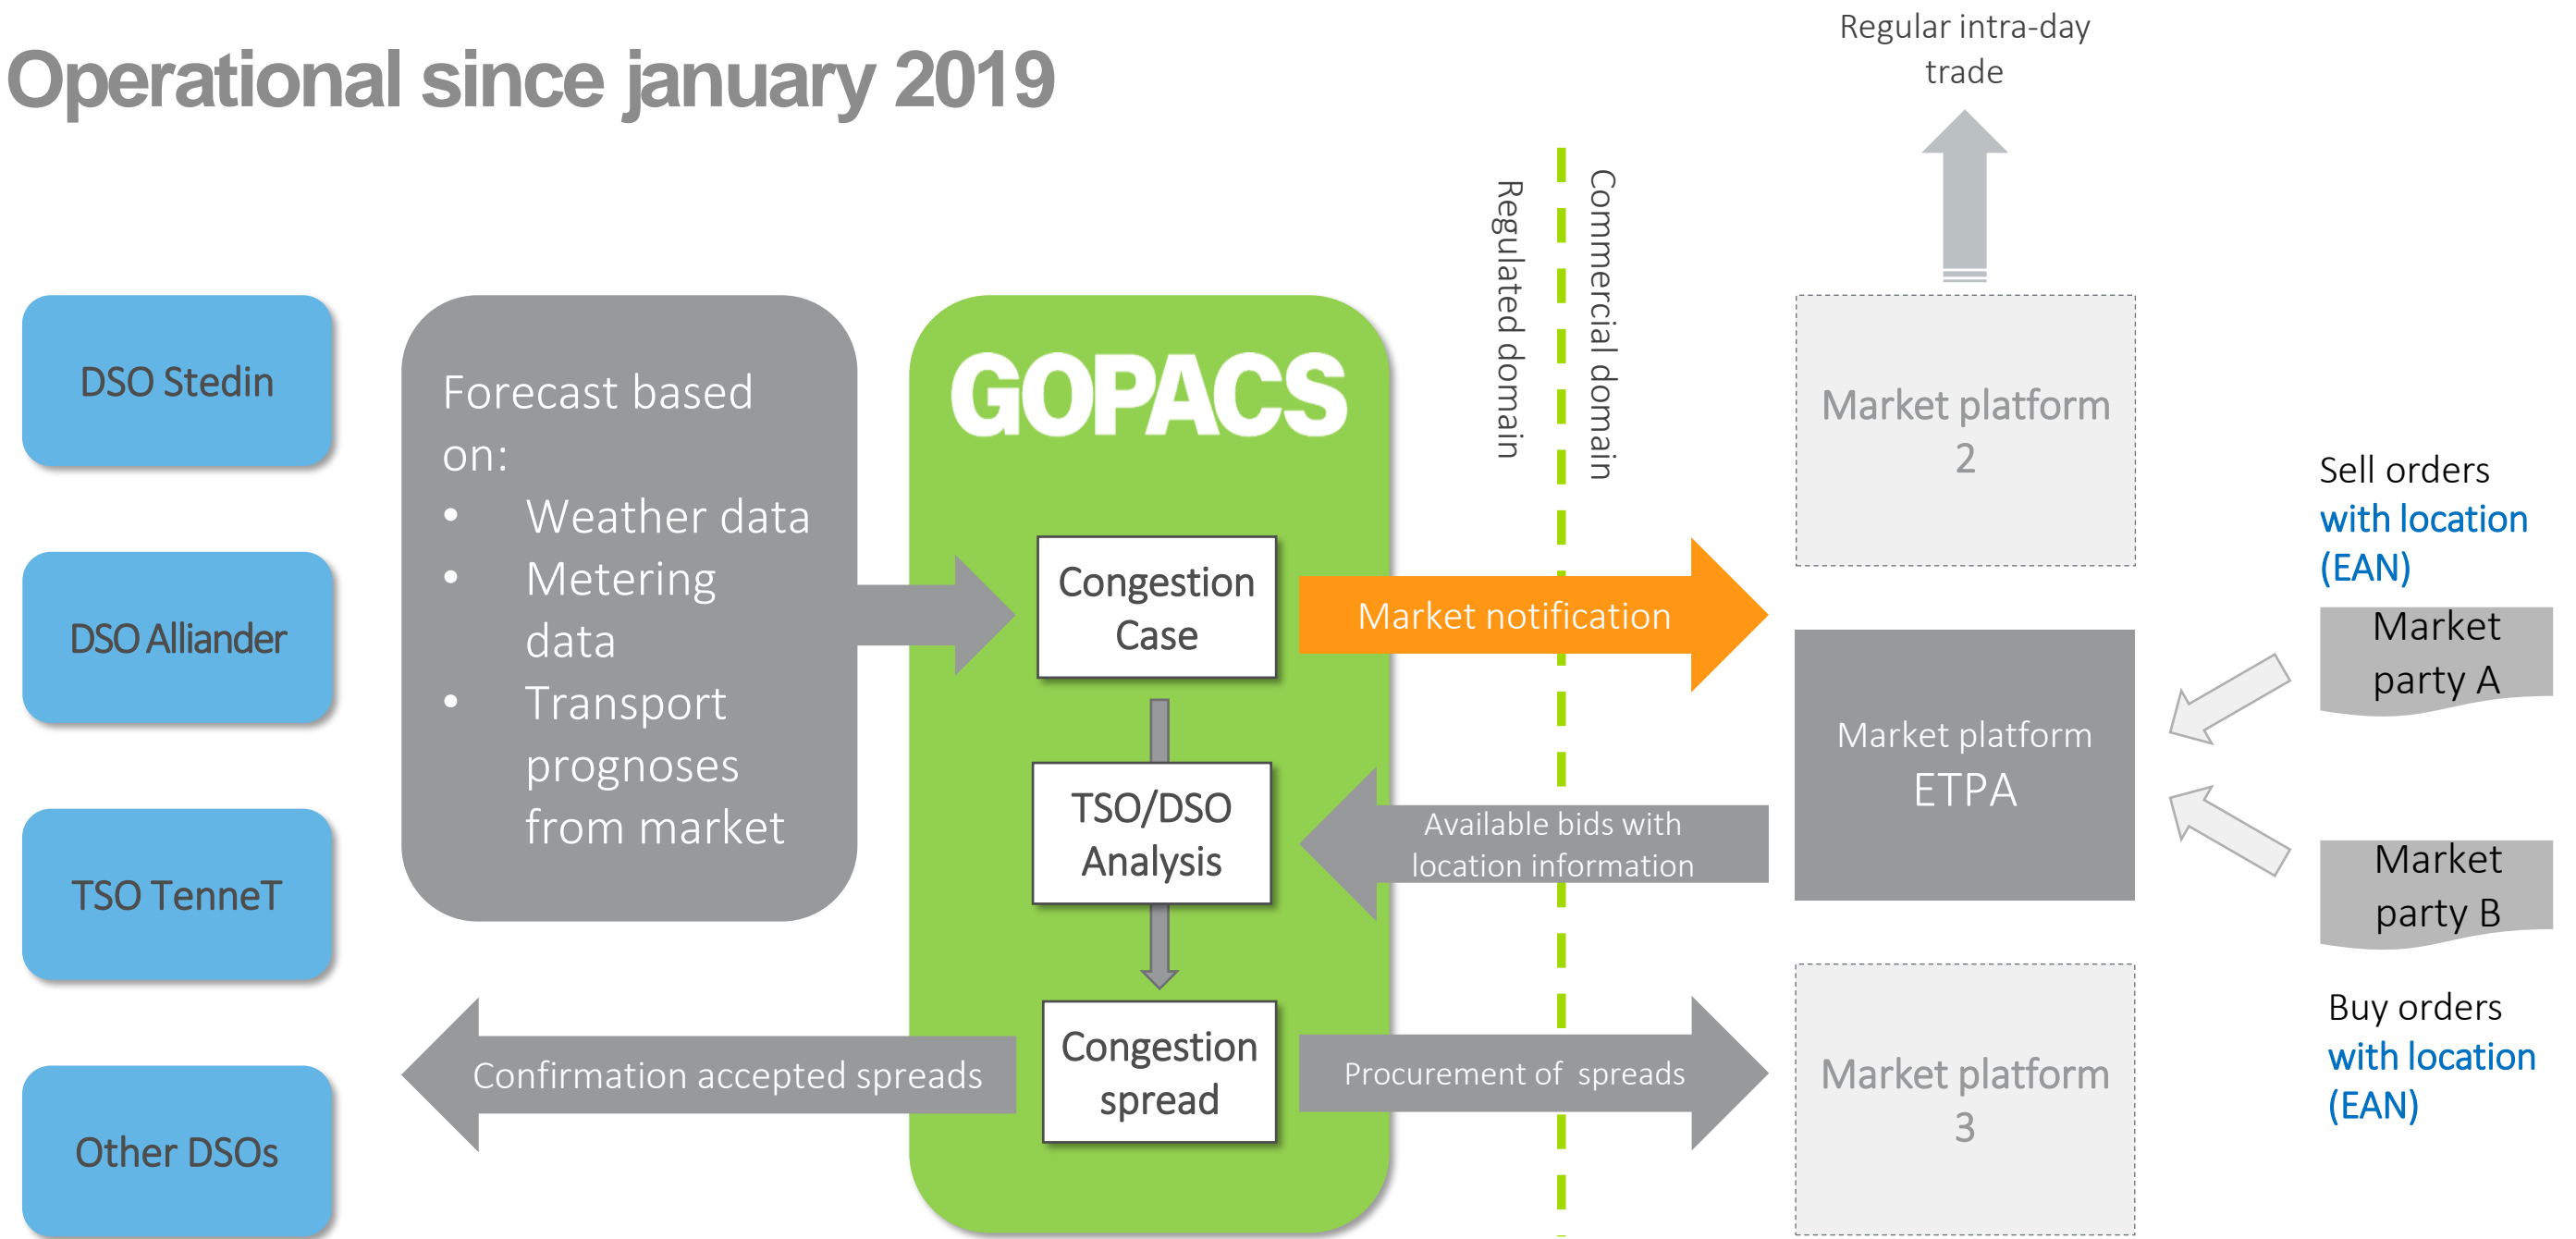 Operational since january 2019
Regular intra-day
trade
Regulated domain
Commercial domain
DSO Stedin
DSO Alliander
TSO TenneT
Other DSOs
Forecast based
on:
• Weather data
• Metering
data
• Transport
prognoses
from market
GOPACS
Congestion
Case
TSO/DSO
Analysis
Congestion
spread
Market notification
Available bids with
location information
Confirmation accepted spreads
Procurement of spreads
Market platform
2
Market platform
ETPA
Market platform
3
Sell orders
with location
(EAN)
Market
party A
Market
party B
Buy orders
with location
(EAN)